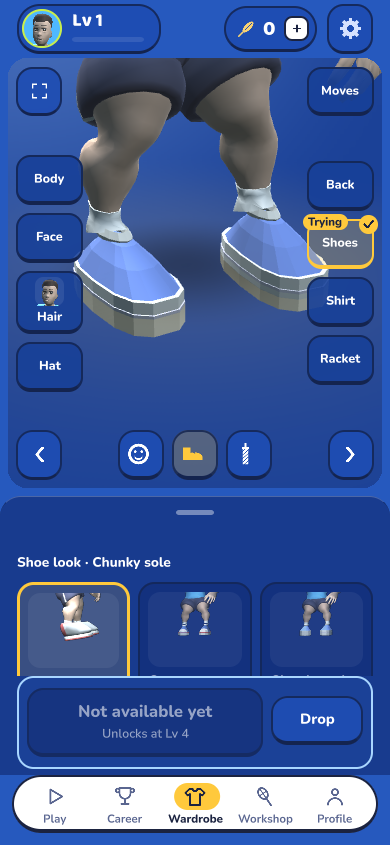 Lv 1
0
+
Moves
Body
Back
Face
Trying
Shoes
Hair
Shirt
Hat
Racket
Shoe look · Chunky sole
Not available yet
Unlocks at Lv 4
Drop
Play
Career
Wardrobe
Workshop
Profile